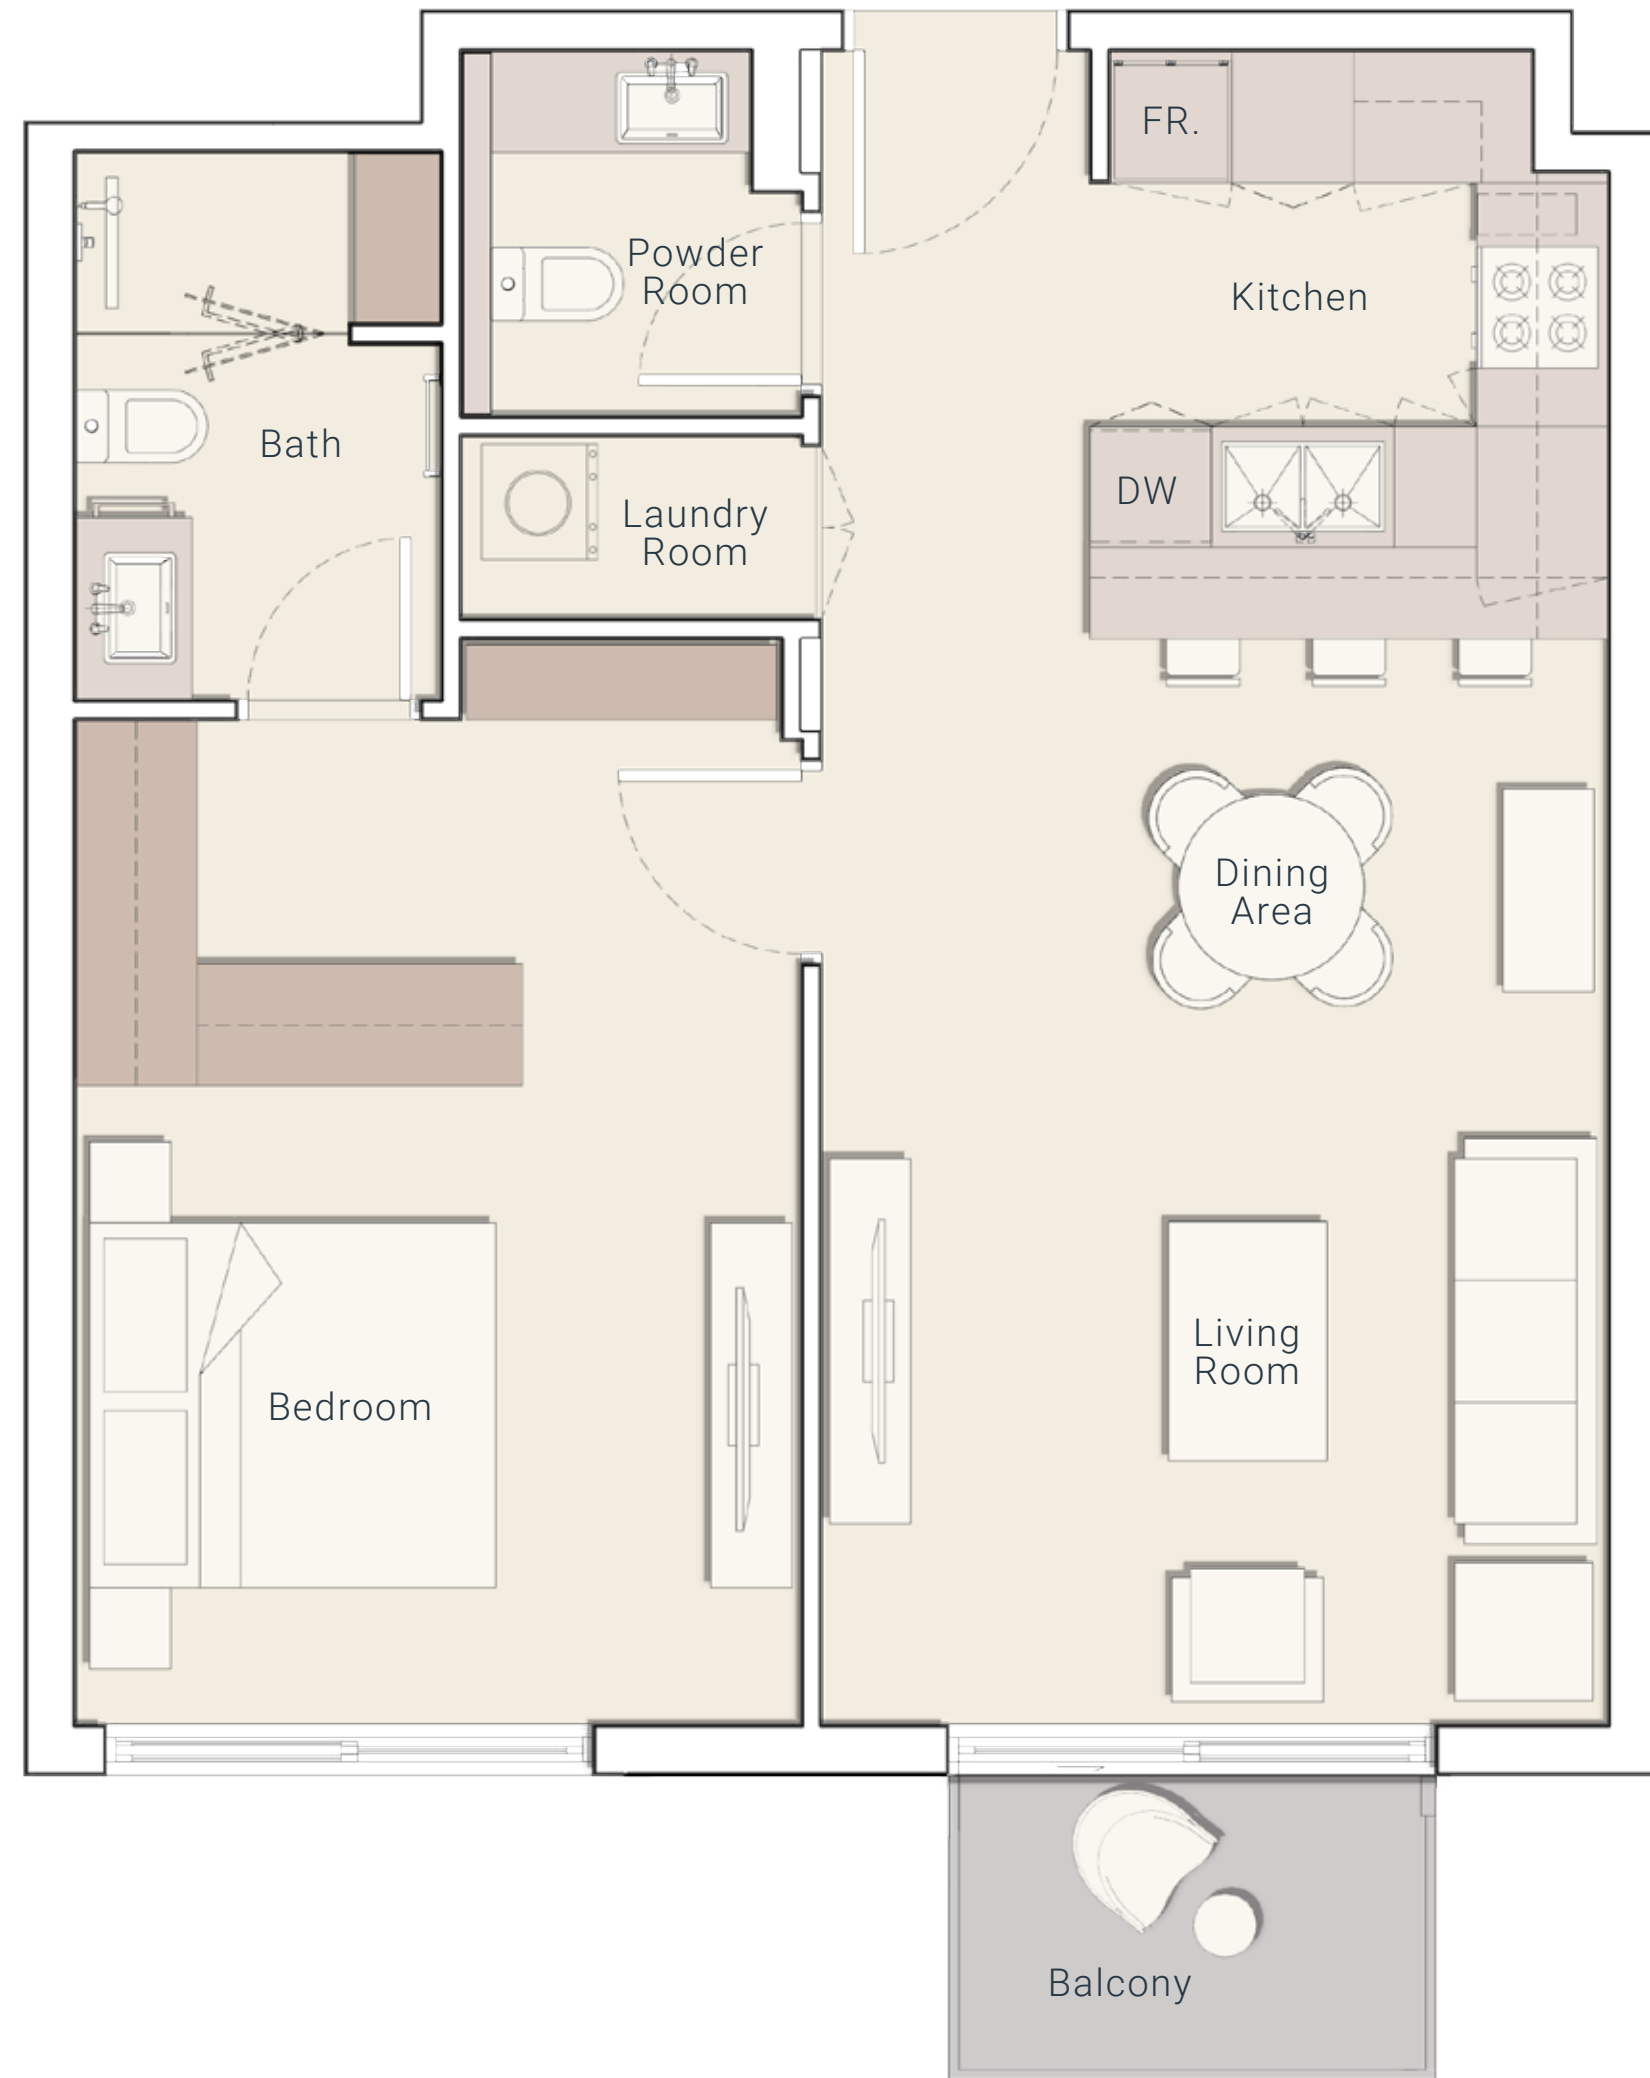 FR.
Powder
Room
Kitchen
Bath
DW
Laundry
Room
Dining
Area
Living
Room
Bedroom
Balcony